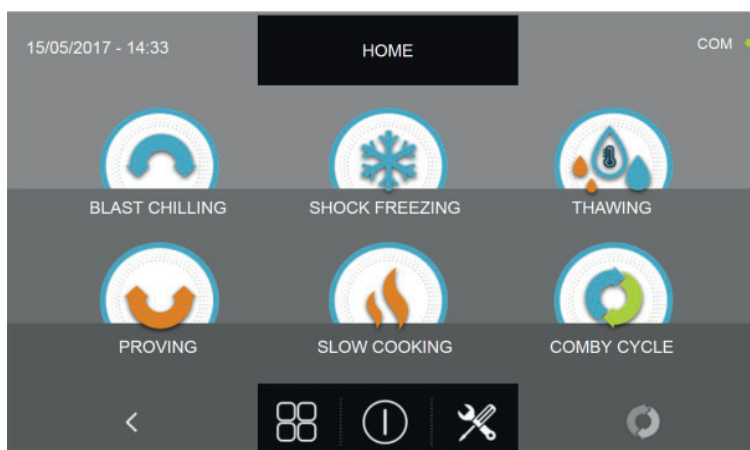 15/05/2017 - 14:33
HOME
COM
BLAST CHILLING
SHOCK FREEZING
THAWING
PROVING
SLOW COOKING
COMBY CYCLE